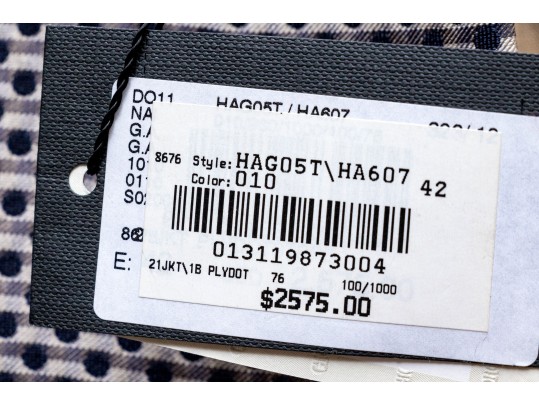 DO11 HAG05T / HA607
NA
G.A
G.A
10
01
S0
8676 Style: HAG05T\HA607 42
Color: 010
013119873004
E:
21JKT\1B PLYDOT 76 100/1000
$2575.00